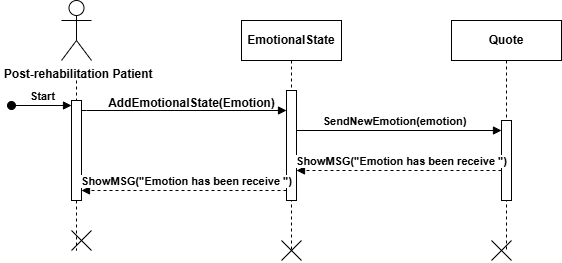 EmotionalState
Quote
Post-rehabilitation Patient
Start
AddEmotionalState(Emotion)
SendNewEmotion(emotion)
ShowMSG("Emotion has been receive ")
ShowMSG("Emotion has been receive ")